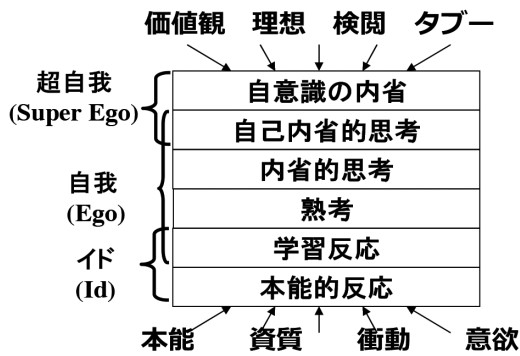 価値観 理想 検閲 タブー
超自我
(Super Ego)
自我
(Ego)
イド
(Id)
自意識の内省
自己内省的思考
内省的思考
熟考
学習反応
本能的反応
本能 資質 衝動 意欲